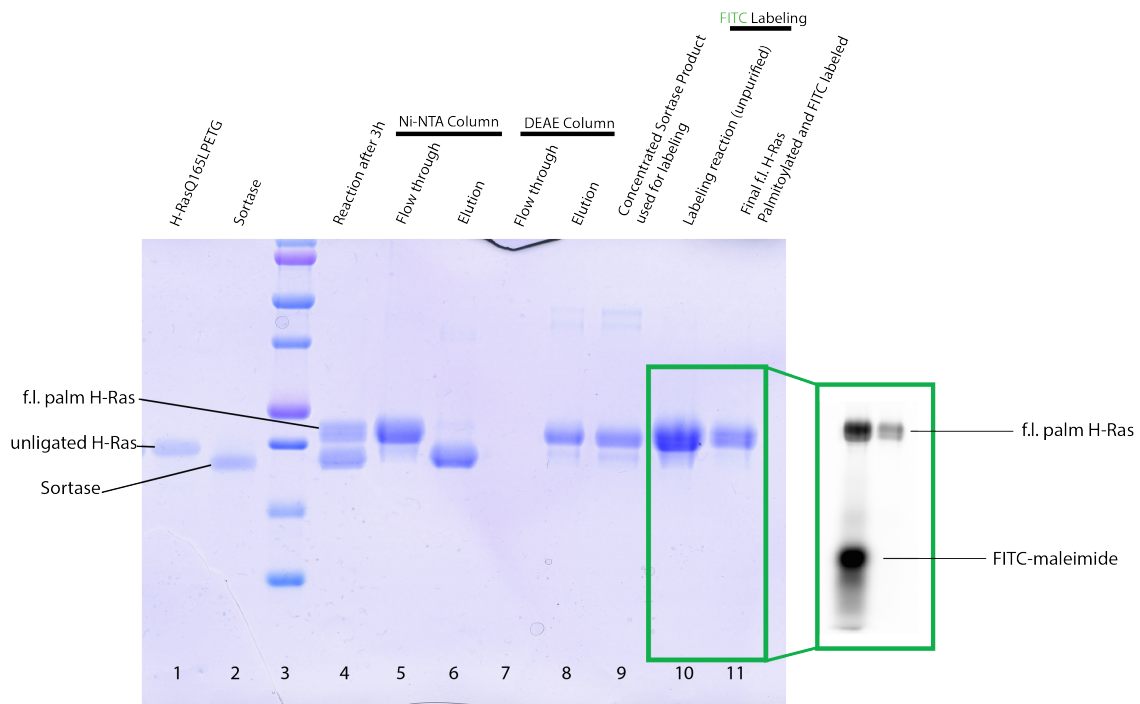 FITC Labeling
H-RasQ165LPETG
Sortase
Reaction after 3h
Ni-NTA Column
Flow through
Elution
DEAE Column
Flow through
Elution
Concentrated Sortase Product
used for labeling
Labeling reaction (unpurified)
Final f.l. H-Ras
Palmitoylated and FITC labeled
f.l. palm H-Ras
unligated H-Ras
Sortase
f.l. palm H-Ras
FITC-maleimide
1 2 3 4 5 6 7 8 9 10 11